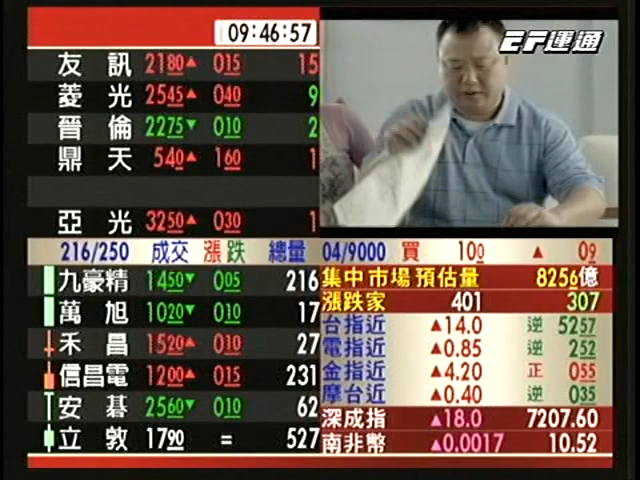 09:46:57
EF運通
友訊 2180▲ 015 15
菱光 2545▲ 040 9
晉倫 2275▼ 010 2
鼎天 540▲ 160 1
亞光 3250▲ 030 1
216/250 成交 漲跌 總量 04/9000 買 100 ▲ 09
九豪精 1450▼ 005 216
萬旭 1020▼ 010 17
禾昌 1520▲ 010 27
信昌電 1200▲ 015 231
安碁 2560▼ 010 62
立敦 1790 = 527
集中市場預估量 8256億
漲跌家 401 307
台指近 ▲14.0 逆 5257
電指近 ▲0.85 逆 252
金指近 ▲4.20 正 055
摩台近 ▲0.40 逆 035
深成指 ▲18.0 7207.60
南非幣 ▲0.0017 10.52